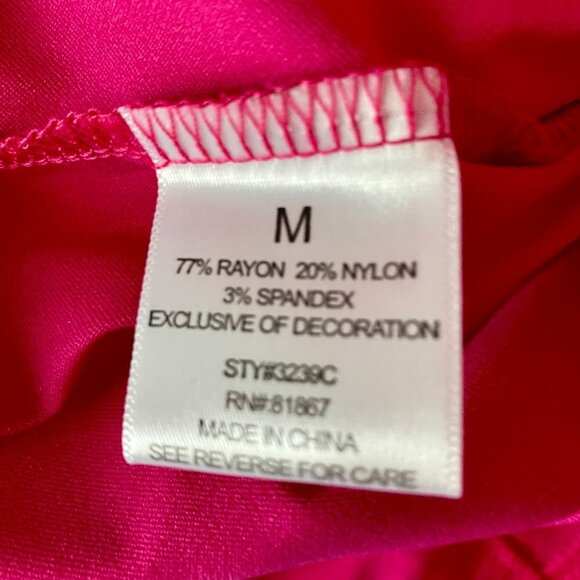 M
77% RAYON 20% NYLON
3% SPANDEX
EXCLUSIVE OF DECORATION
STY#3239C
RN#:81867
MADE IN CHINA
SEE REVERSE FOR CARE